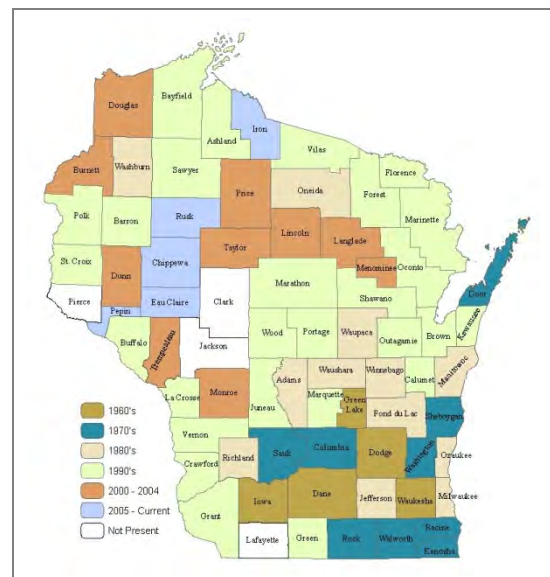 Douglas
Bayfield
Ashland
Iron
Vilas
Florence
Burnett
Washburn
Sawyer
Oneida
Forest
Marinette
Price
Polk
Barron
Rusk
Lincoln
Langlade
Taylor
St. Croix
Dunn
Chippewa
Menominee
Oconto
Door
Marathon
Pierce
Pepin
Eau Claire
Clark
Shawano
Buffalo
Trempealeau
Jackson
Wood
Portage
Waupaca
Outagamie
Brown
Kewaunee
Manitowoc
Adams
Waushara
Winnebago
Calumet
La Crosse
Monroe
Juneau
Marquette
Green
Lake
Fond du Lac
Sheboygan
Vernon
Sauk
Columbia
Dodge
Washington
Ozaukee
Crawford
Richland
Iowa
Dane
Jefferson
Waukesha
Milwaukee
Grant
Lafayette
Green
Rock
Walworth
Racine
Kenosha
1960's
1970's
1980's
1990's
2000 - 2004
2005 - Current
Not Present